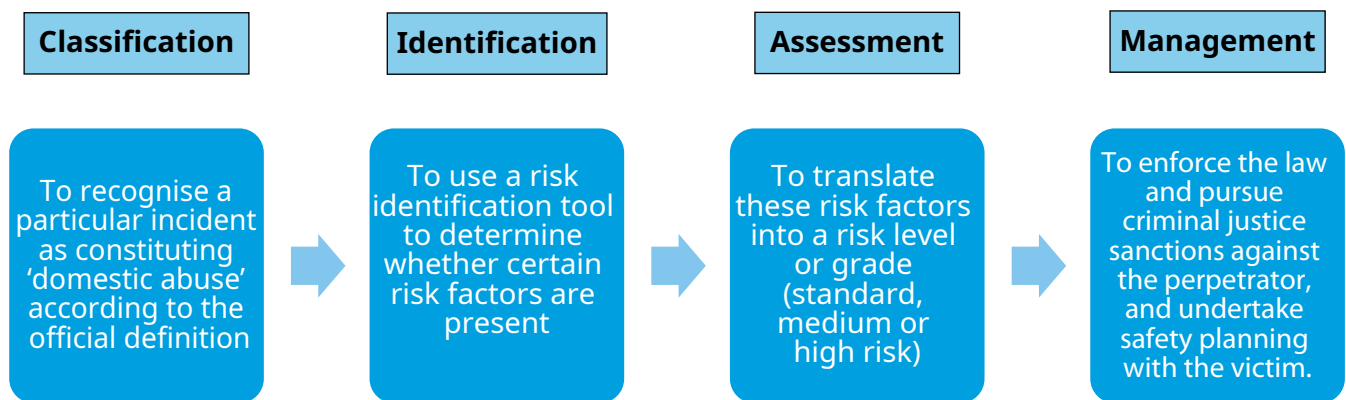 Classification
Identification
Assessment
Management
To recognise a
particular incident
as constituting
‘domestic abuse’
according to the
official definition
To use a risk
identification tool
to determine
whether certain
risk factors are
present
To translate
these risk factors
into a risk level
or grade
(standard,
medium or
high risk)
To enforce the law
and pursue
criminal justice
sanctions against
the perpetrator,
and undertake
safety planning
with the victim.